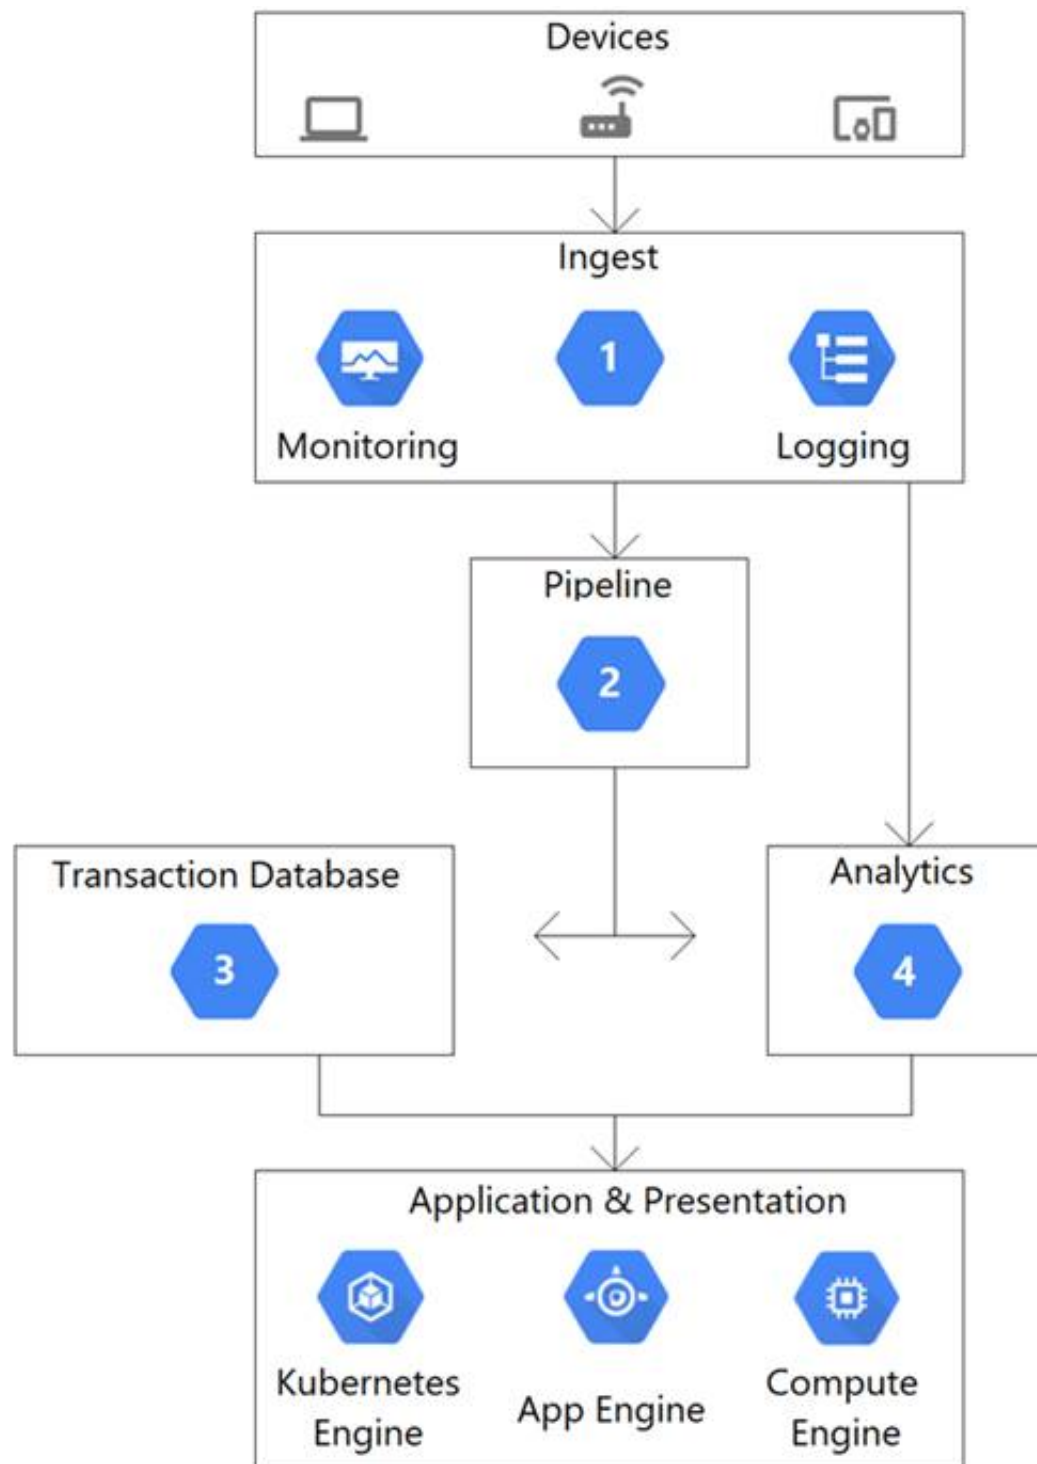 Devices
Ingest
1
Monitoring
Logging
Pipeline
2
Transaction Database
3
Analytics
4
Application & Presentation
Kubernetes
Engine
App Engine
Compute
Engine